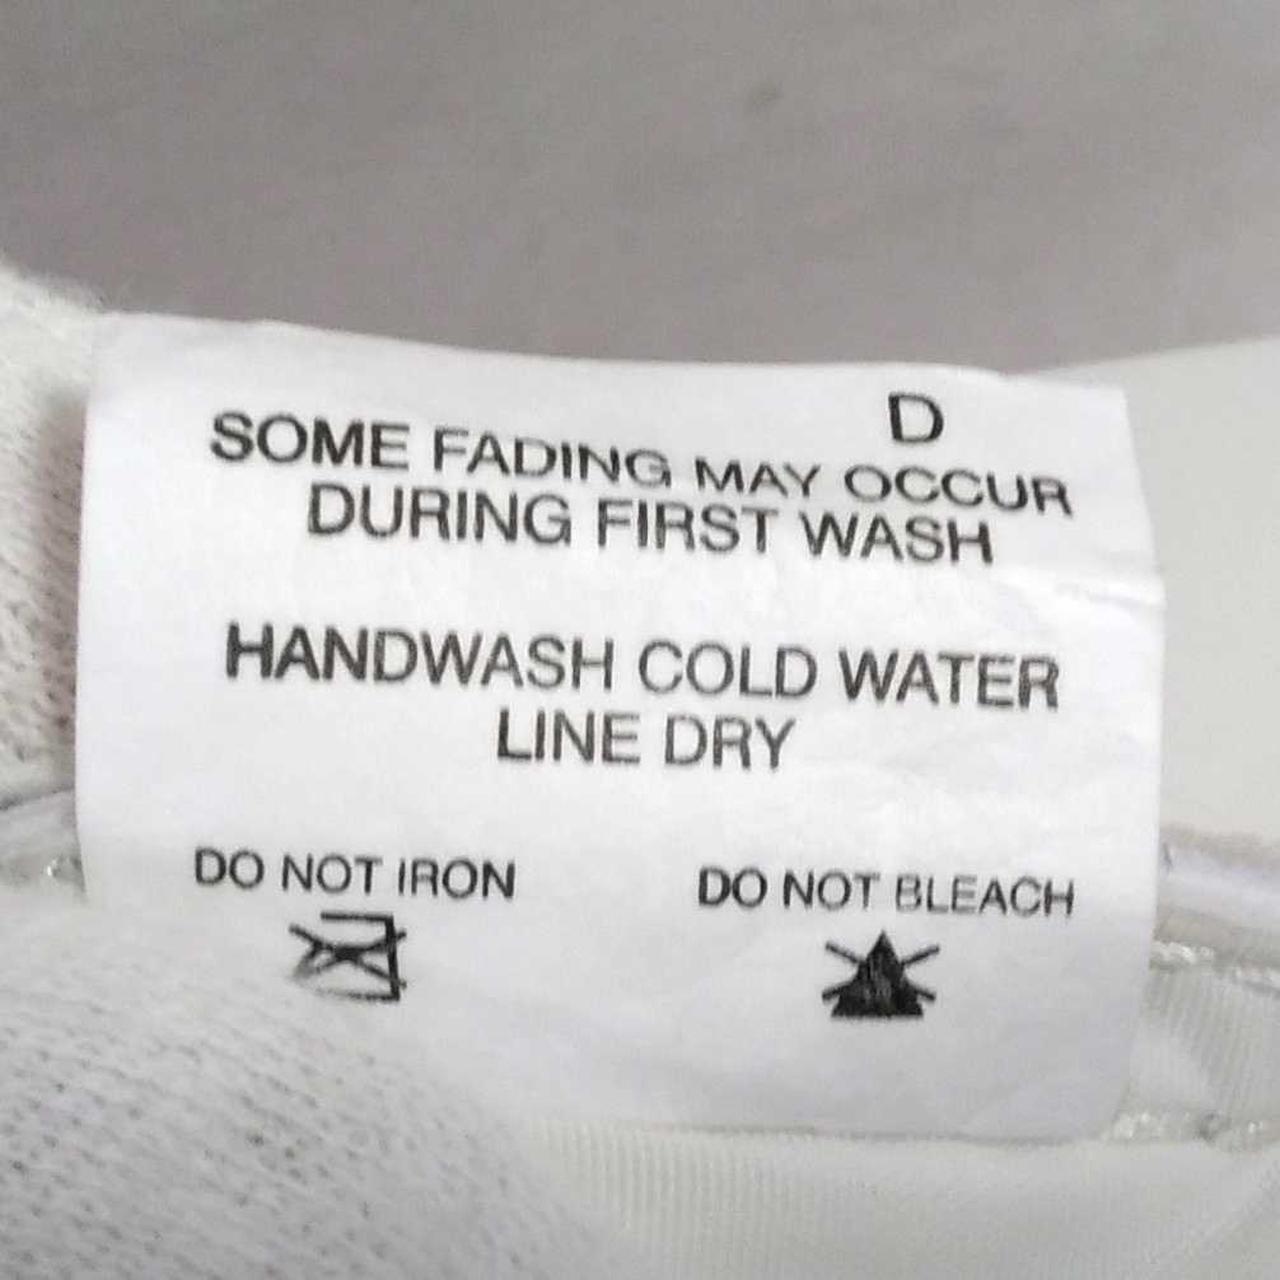 D
SOME FADING MAY OCCUR
DURING FIRST WASH
HANDWASH COLD WATER
LINE DRY
DO NOT IRON
DO NOT BLEACH